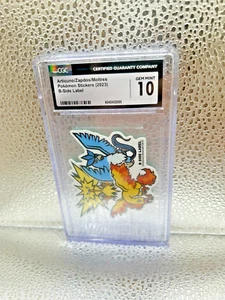 CGC
CERTIFIED GUARANTY COMPANY
Articuno/Zapdos/Moltres
Pokémon Stickers (2023)
B-Side Label
GEM MINT
10